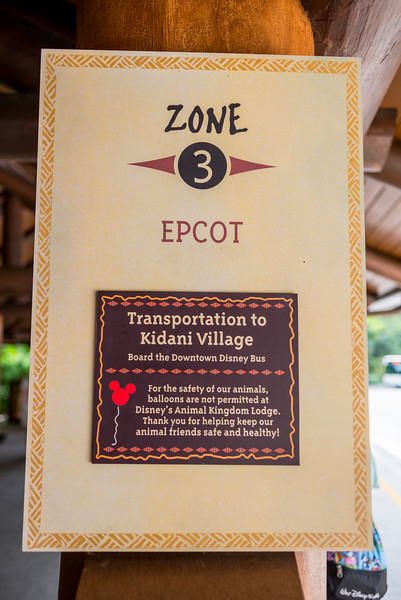 ZONE
3
EPCOT
Transportation to
Kidani Village
Board the Downtown Disney Bus
For the safety of our animals,
balloons are not permitted at
Disney's Animal Kingdom Lodge.
Thank you for helping keep our
animal friends safe and healthy!